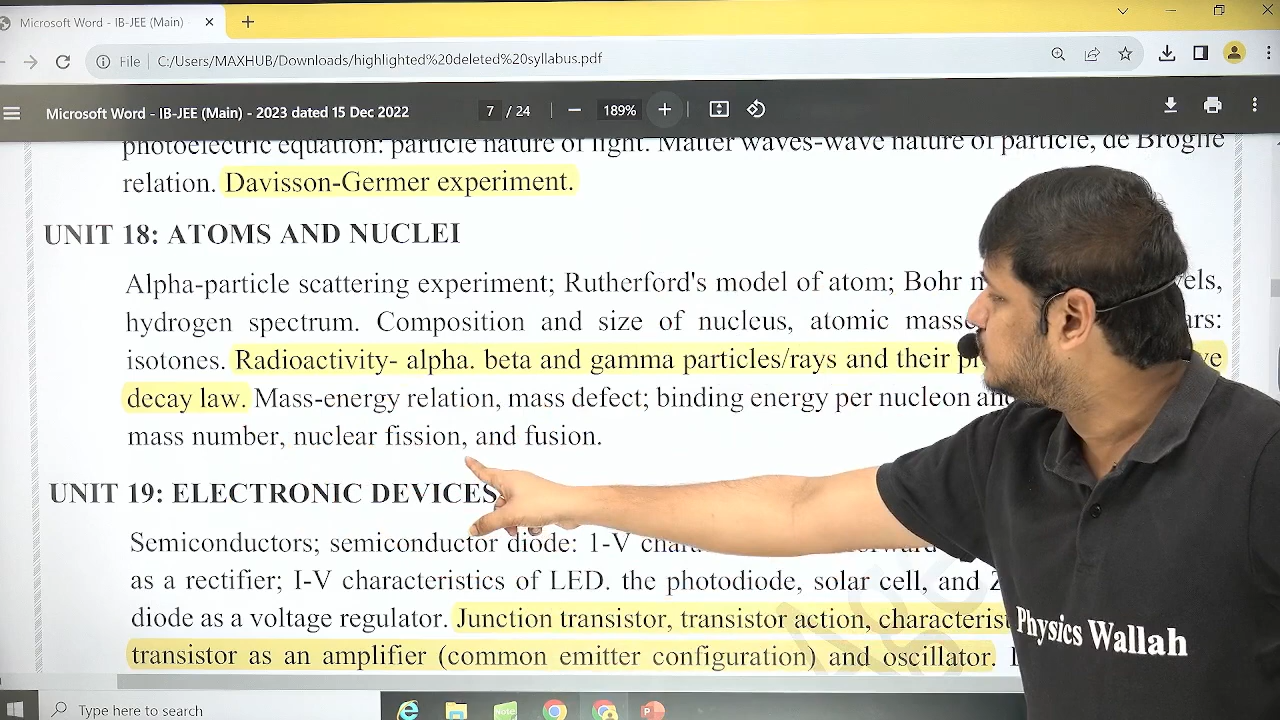 Microsoft Word - IB-JEE (Main)
File C:/Users/MAXHUB/Downloads/highlighted%20deleted%20syllabus.pdf
Microsoft Word - IB-JEE (Main) - 2023 dated 15 Dec 2022 7 / 24 189%
photoelectric equation: particle nature of light. Matter waves-wave nature of particle, de Broglie
relation. Davisson-Germer experiment.
UNIT 18: ATOMS AND NUCLEI
Alpha-particle scattering experiment; Rutherford's model of atom; Bohr
hydrogen spectrum. Composition and size of nucleus, atomic
isotones. Radioactivity- alpha. beta and gamma particles/rays and their
decay law. Mass-energy relation, mass defect; binding energy per nucleon
mass number, nuclear fission, and fusion.
UNIT 19: ELECTRONIC DEVICES
Semiconductors; semiconductor diode: 1-V
as a rectifier; I-V characteristics of LED. the photodiode, solar cell, and
diode as a voltage regulator. Junction transistor, transistor action,
transistor as an amplifier (common emitter configuration) and oscillator.
Physics Wallah
Type here to search